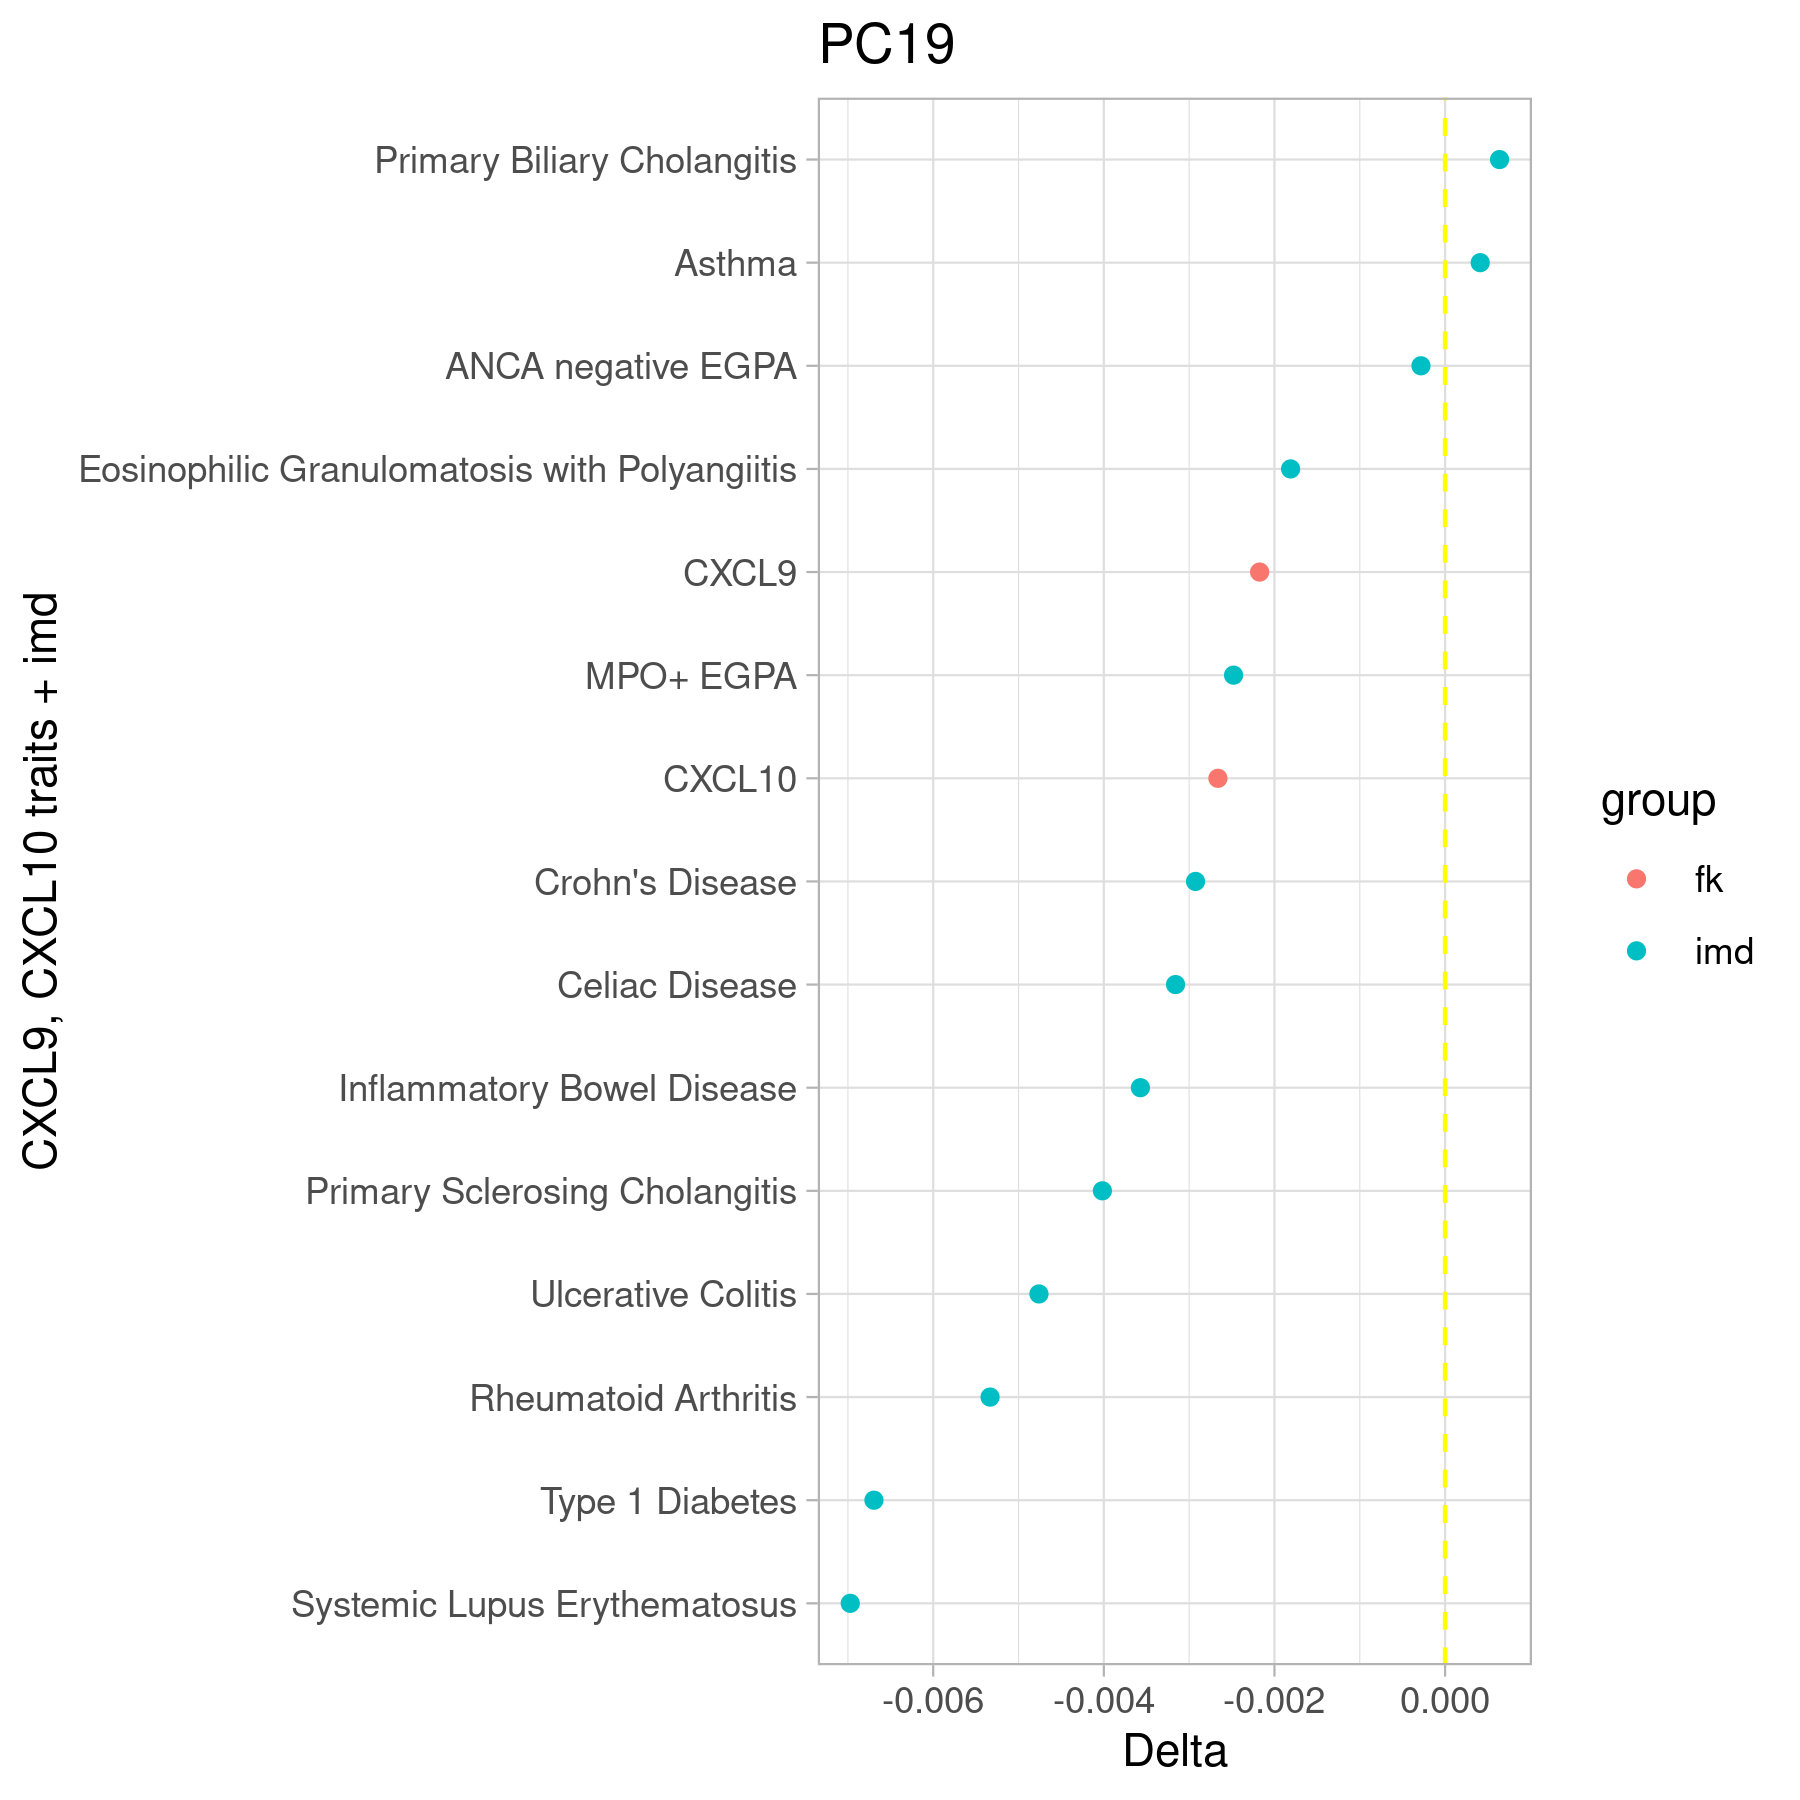 PC19
Primary Biliary Cholangitis
Asthma
ANCA negative EGPA
Eosinophilic Granulomatosis with Polyangiitis
CXCL9
MPO+ EGPA
CXCL10
Crohn's Disease
Celiac Disease
Inflammatory Bowel Disease
Primary Sclerosing Cholangitis
Ulcerative Colitis
Rheumatoid Arthritis
Type 1 Diabetes
Systemic Lupus Erythematosus
CXCL9, CXCL10 traits + imd
-0.006 -0.004 -0.002 0.000
Delta
group
fk
imd